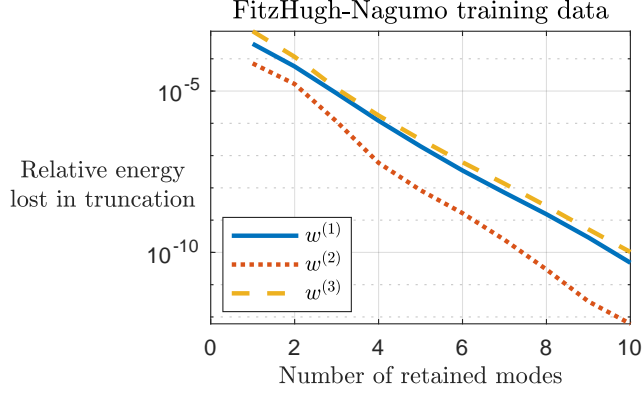 FitzHugh-Nagumo training data
10^{-5}
Relative energy
lost in truncation
10^{-10}
w^{(1)}
w^{(2)}
w^{(3)}
0 2 4 6 8 10
Number of retained modes